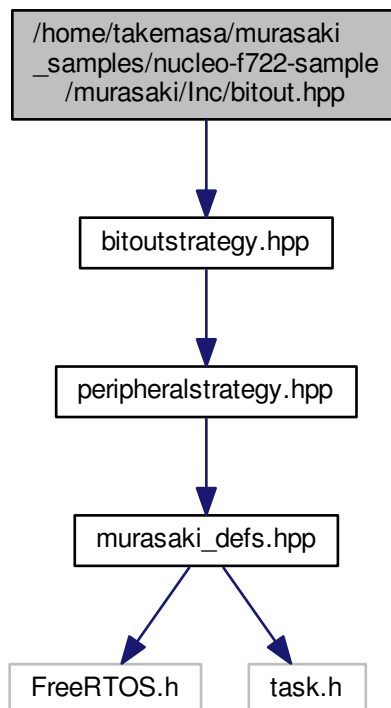 /home/takemasa/murasaki
_samples/nucleo-f722-sample
/murasaki/Inc/bitout.hpp
bitoutstrategy.hpp
peripheralstrategy.hpp
murasaki_defs.hpp
FreeRTOS.h
task.h